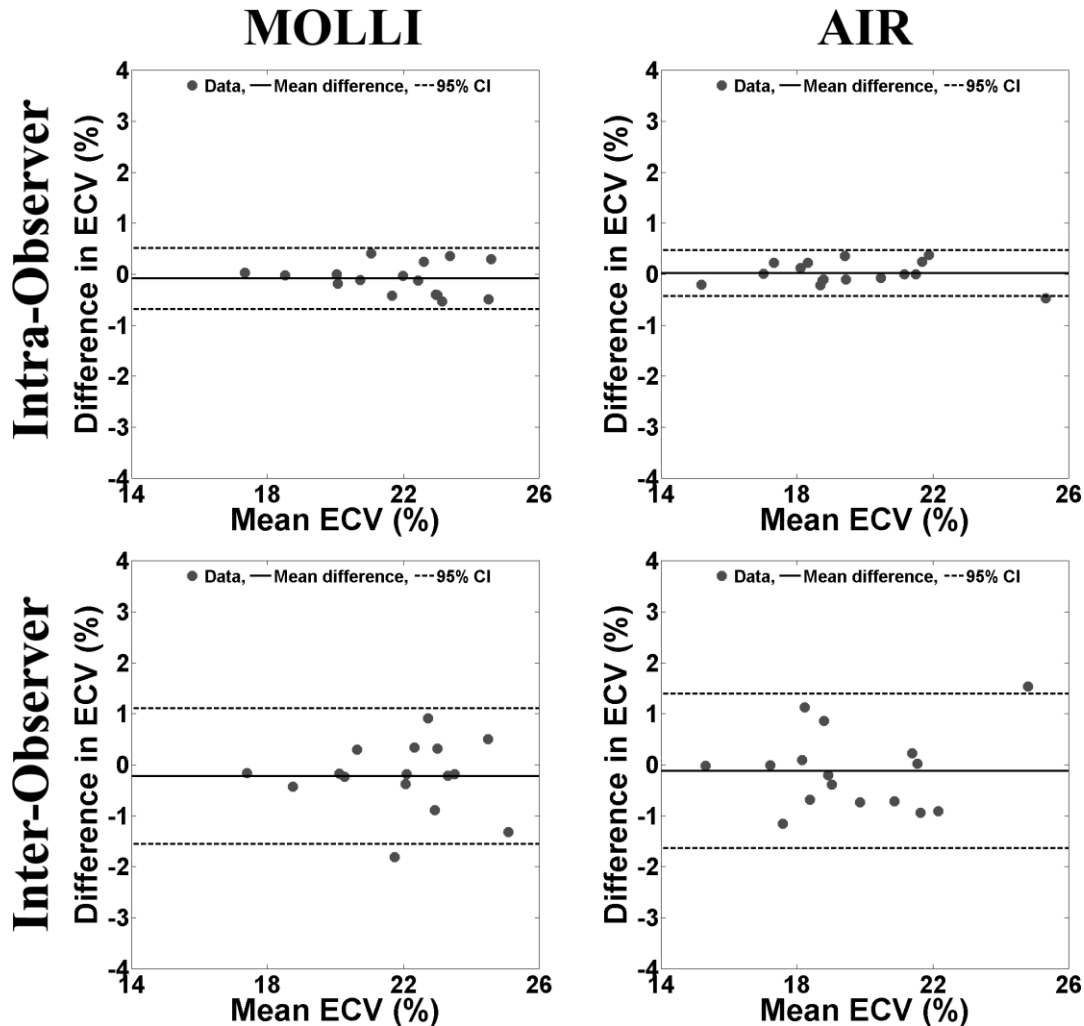 MOLLI
AIR
Intra-Observer
Difference in ECV (%)
4
3
2
1
0
-1
-2
-3
-4
Data, Mean difference, 95% CI
14 18 22 26
Mean ECV (%)
Difference in ECV (%)
4
3
2
1
0
-1
-2
-3
-4
Data, Mean difference, 95% CI
14 18 22 26
Mean ECV (%)
Inter-Observer
Difference in ECV (%)
4
3
2
1
0
-1
-2
-3
-4
Data, Mean difference, 95% CI
14 18 22 26
Mean ECV (%)
Difference in ECV (%)
4
3
2
1
0
-1
-2
-3
-4
Data, Mean difference, 95% CI
14 18 22 26
Mean ECV (%)